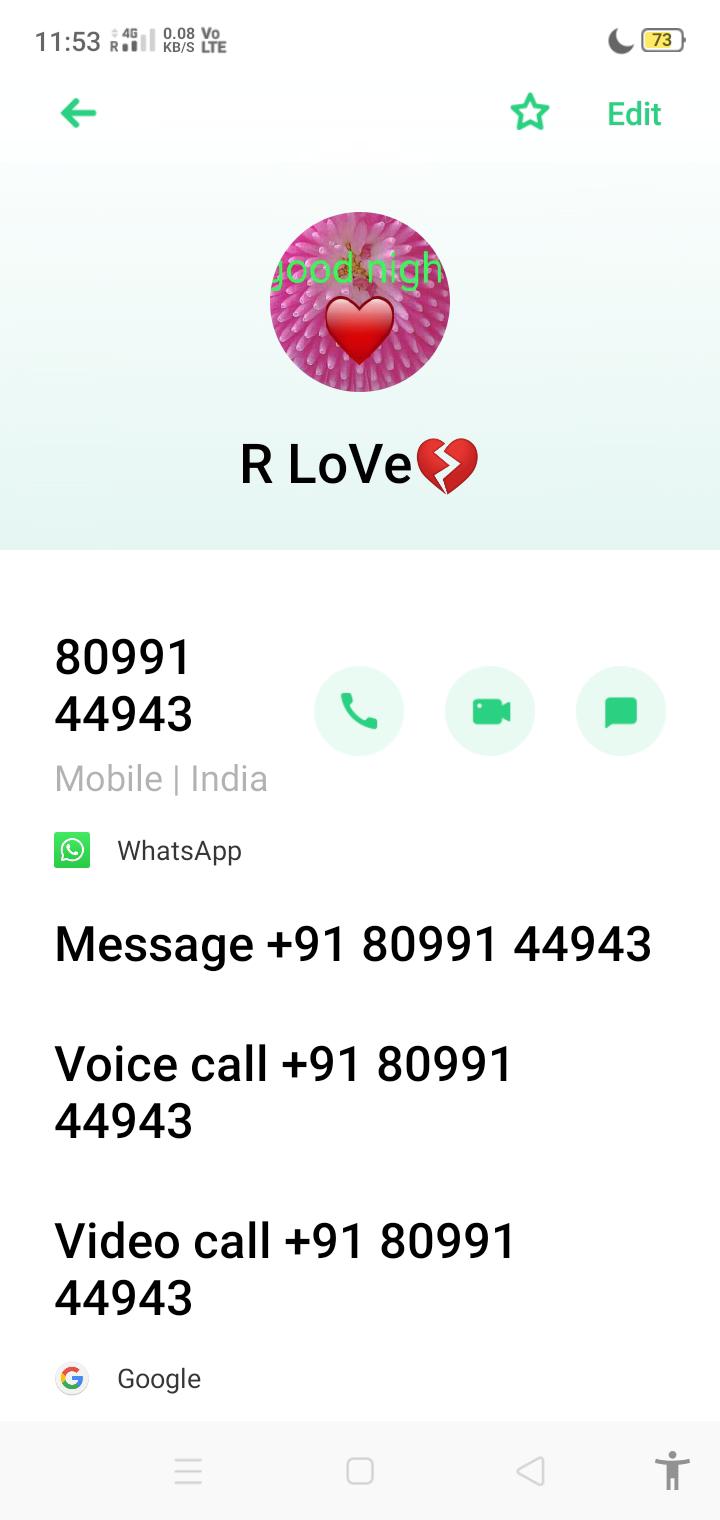 11:53 R 4G 0.08 KB/S Vo LTE 73
Edit
good nigh
R LoVe💔
80991
44943
Mobile | India
WhatsApp
Message +91 80991 44943
Voice call +91 80991
44943
Video call +91 80991
44943
Google